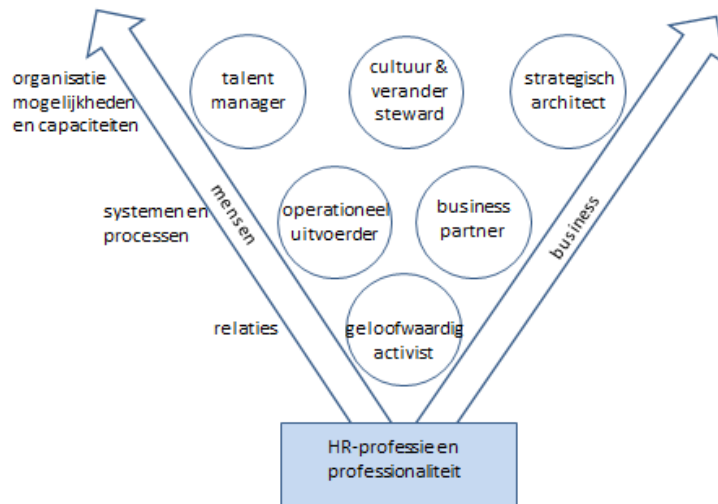 organisatie
mogelijkheden
en capaciteiten
talent
manager
cultuur &
verander
steward
strategisch
architect
systemen en
processen
mensen
operationeel
uitvoerder
business
partner
business
relaties
geloofwaardig
activist
HR-professie en
professionaliteit